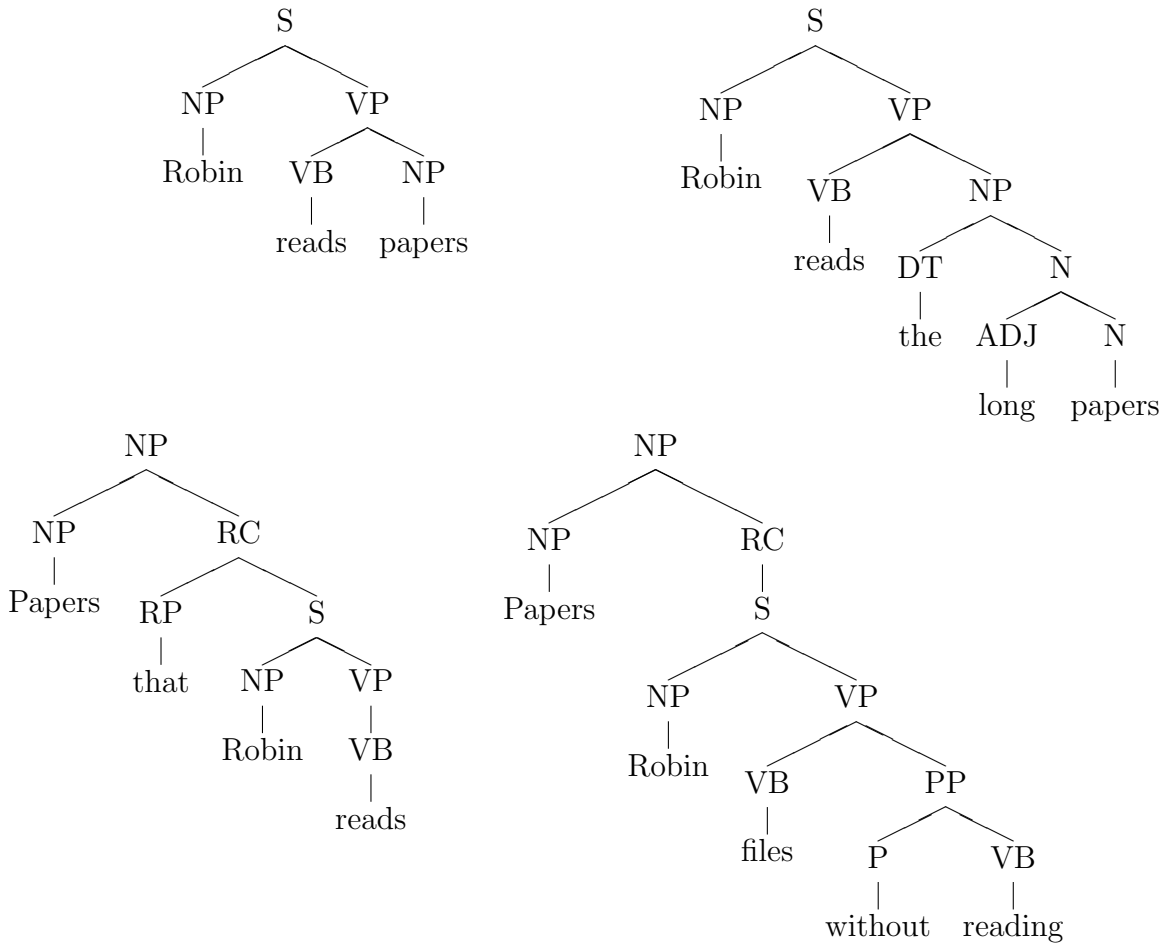 S
NP VP
Robin VB NP
reads papers
S
NP VP
Robin VB NP
reads DT N
the ADJ N
long papers
NP
NP RC
Papers RP S
that NP VP
Robin VB
reads
NP
NP RC
Papers S
NP VP
Robin VB PP
files P VB
without reading